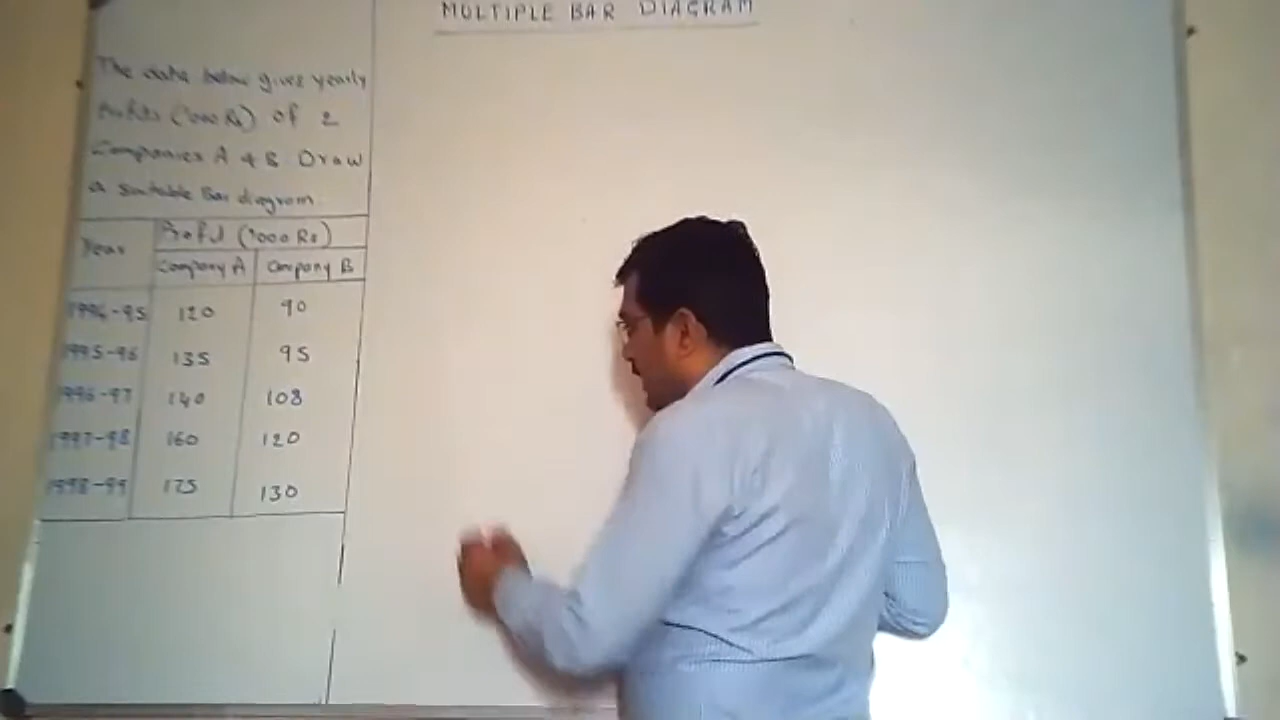 MULTIPLE BAR DIAGRAM
The data below gives yearly
Profits ('000 Rs) of 2
Companies A & B Draw
a suitable Bar diagram
Year Profit ('000 Rs)
Company A Company B
1994-95 120 90
1995-96 135 95
1996-97 140 108
1997-98 160 120
1998-99 175 130